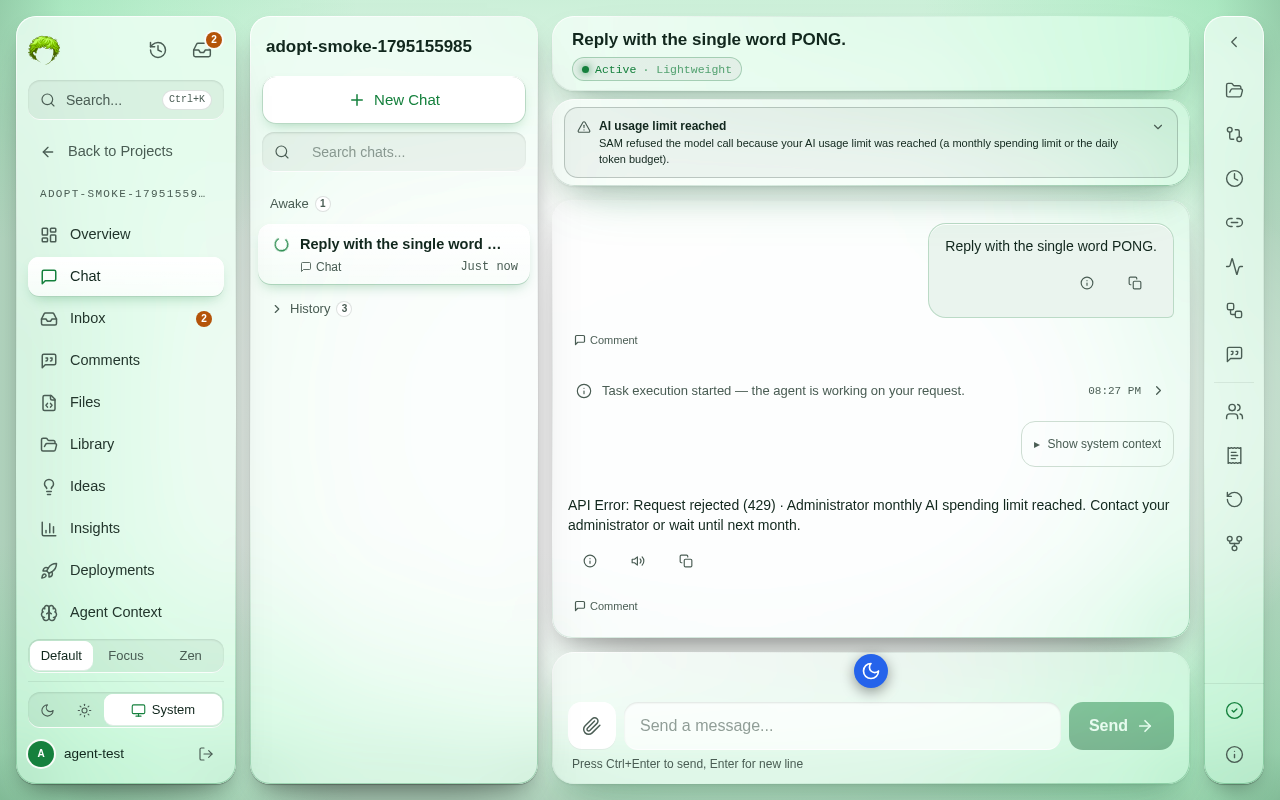 2
Search...
Ctrl+K
Back to Projects
ADOPT-SMOKE-17951559…
Overview
Chat
Inbox
2
Comments
Files
Library
Ideas
Insights
Deployments
Agent Context
Default
Focus
Zen
System
A
agent-test
adopt-smoke-1795155985
New Chat
Search chats...
Awake 1
Reply with the single word …
Chat
Just now
History 3
Reply with the single word PONG.
Active · Lightweight
AI usage limit reached
SAM refused the model call because your AI usage limit was reached (a monthly spending limit or the daily
token budget).
Reply with the single word PONG.
Comment
Task execution started — the agent is working on your request.
08:27 PM
Show system context
API Error: Request rejected (429) · Administrator monthly AI spending limit reached. Contact your
administrator or wait until next month.
Comment
Send a message...
Send
Press Ctrl+Enter to send, Enter for new line